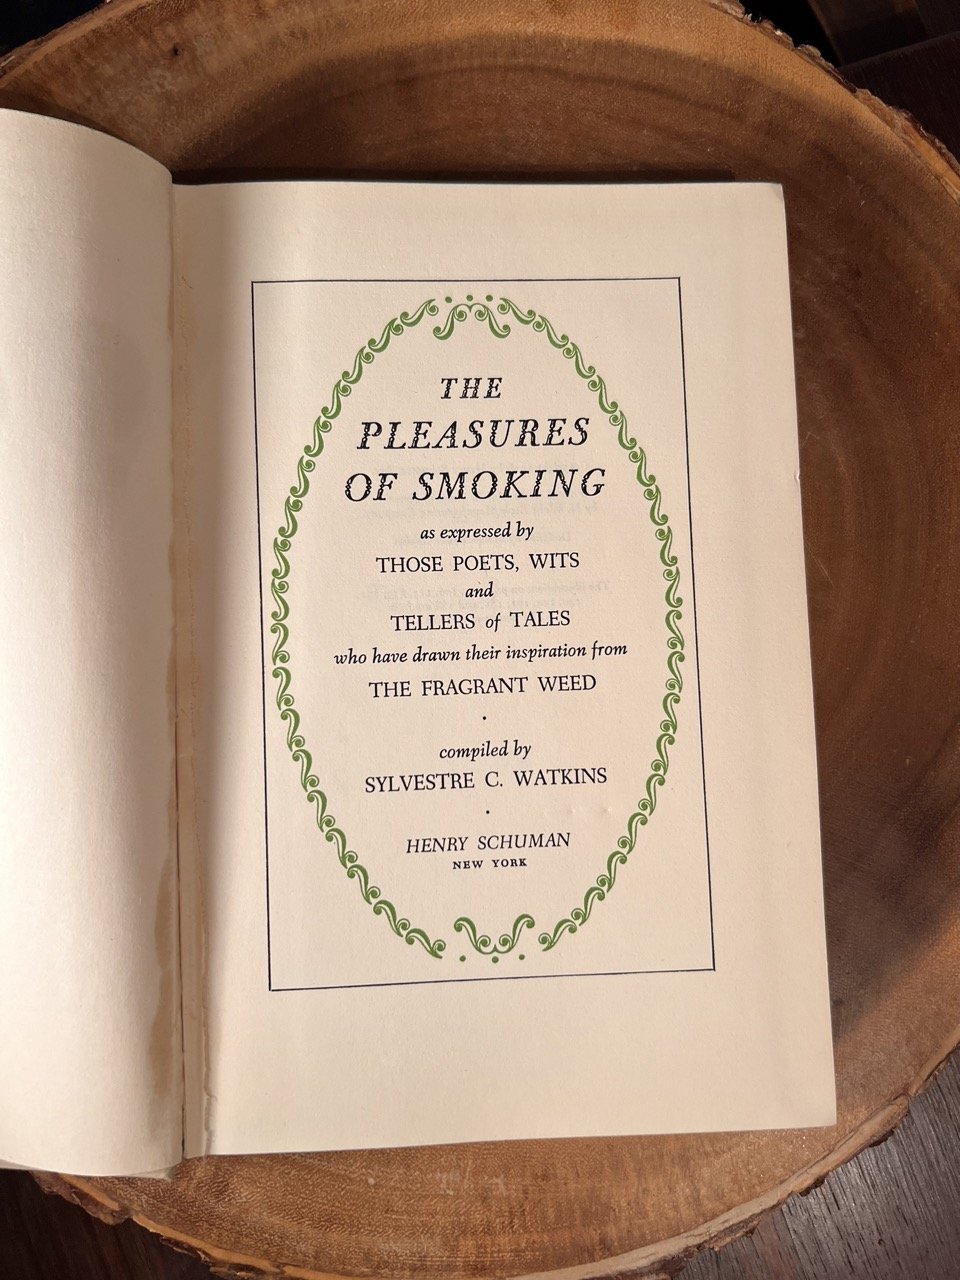 THE
PLEASURES
OF SMOKING
as expressed by
THOSE POETS, WITS
and
TELLERS of TALES
who have drawn their inspiration from
THE FRAGRANT WEED
·
compiled by
SYLVESTRE C. WATKINS
·
HENRY SCHUMAN
NEW YORK